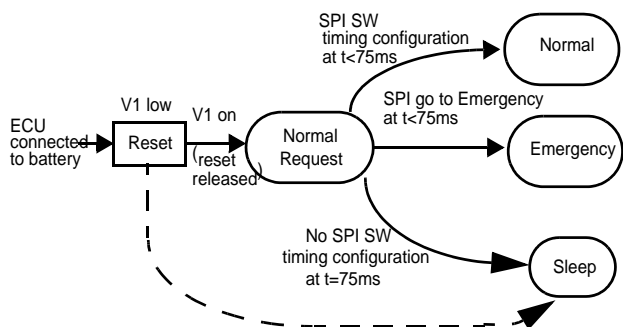 SPI SW
timing configuration
at t<75ms
Normal
V1 low
V1 on
SPI go to Emergency
at t<75ms
ECU
connected
to battery
Reset
(reset
released)
Normal
Request
Emergency
No SPI SW
timing configuration
at t=75ms
Sleep